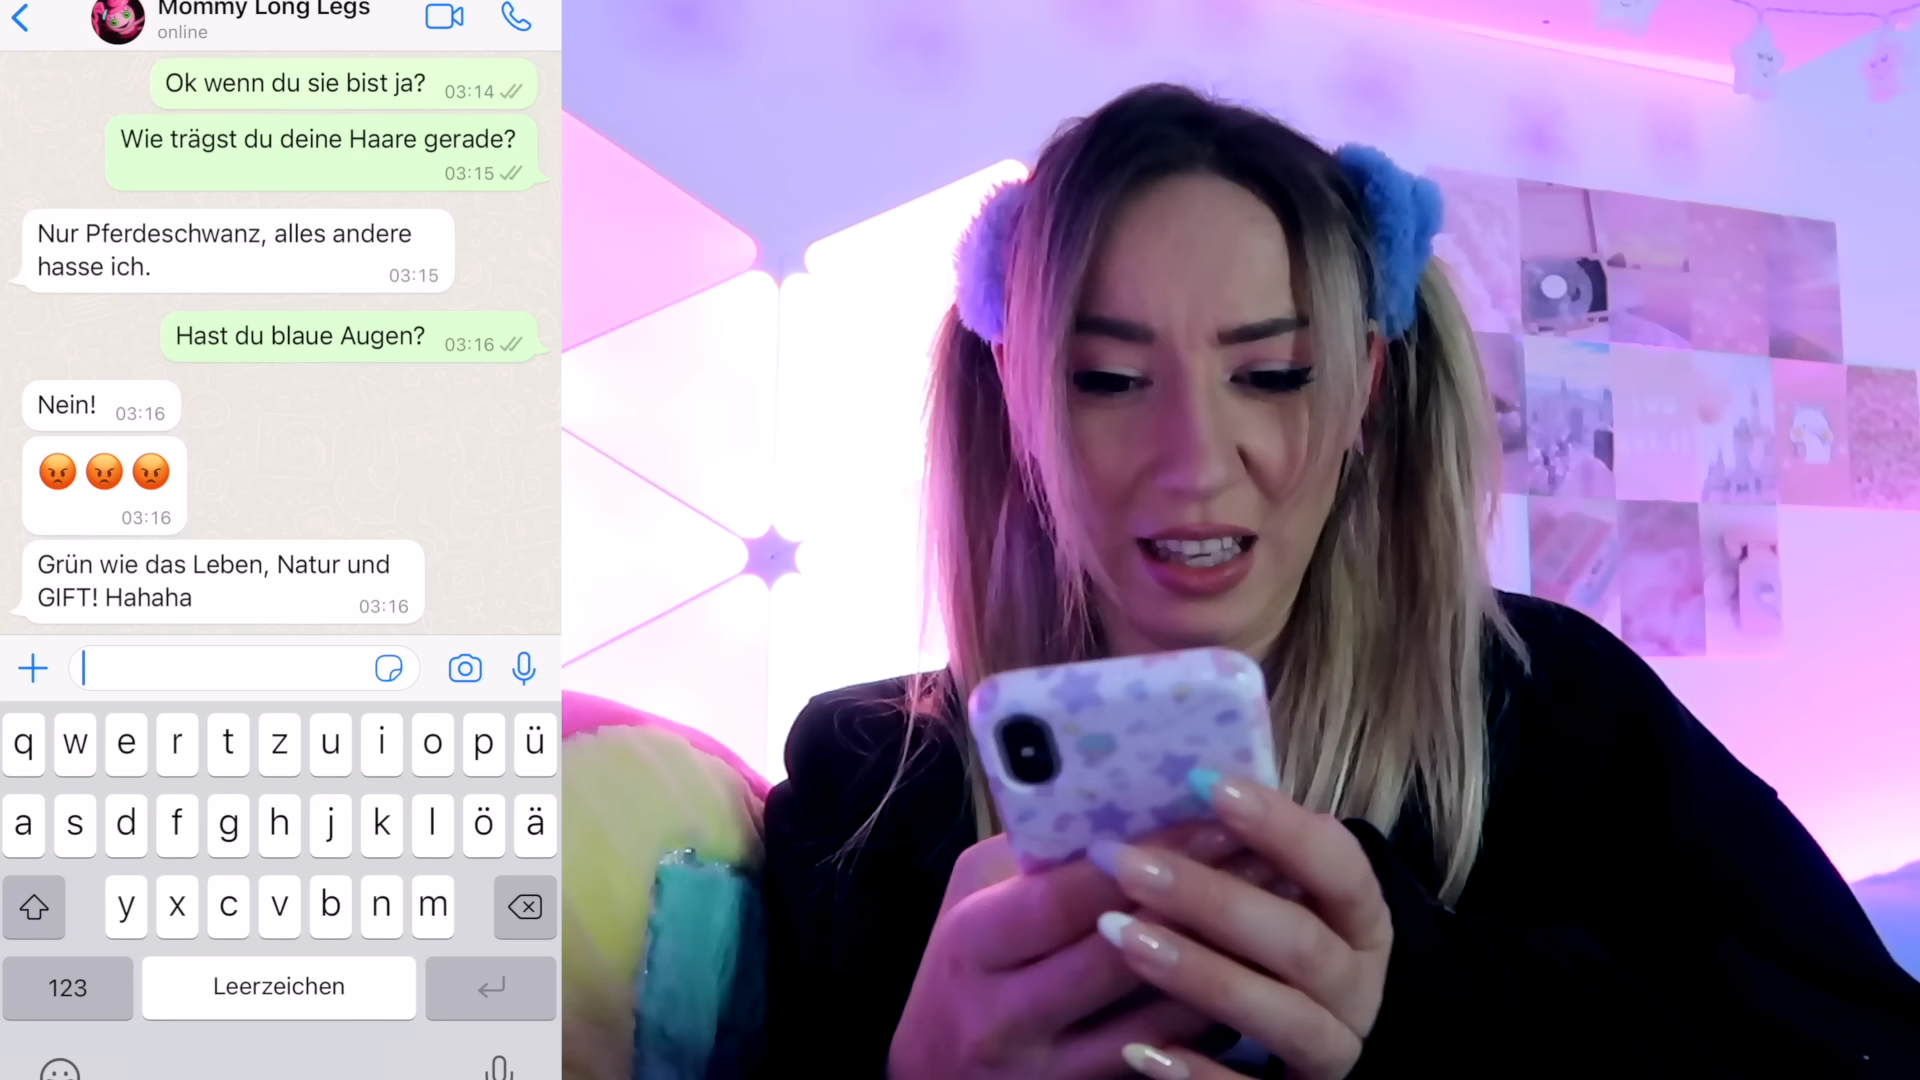 Mommy Long Legs
online
Ok wenn du sie bist ja? 03:14
Wie trägst du deine Haare gerade?
03:15
Nur Pferdeschwanz, alles andere
hasse ich. 03:15
Hast du blaue Augen? 03:16
Nein! 03:16
03:16
Grün wie das Leben, Natur und
GIFT! Hahaha 03:16
q w e r t z u i o p ü
a s d f g h j k l ö ä
y x c v b n m
123 Leerzeichen